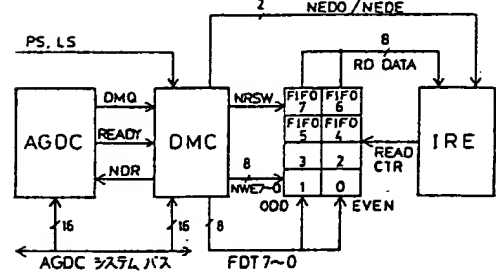 2 NEDO/NEDE
PS, LS
8
RD DATA
DMQ
NRSW
FIFO 7
FIFO 6
AGDC
READY
DMC
FIFO 5
FIFO 4
IRE
NDR
8
3
2
READ CTR
NWE7~0
1
0
ODD
EVEN
16
16
8
AGDC システム バス
FDT7~0